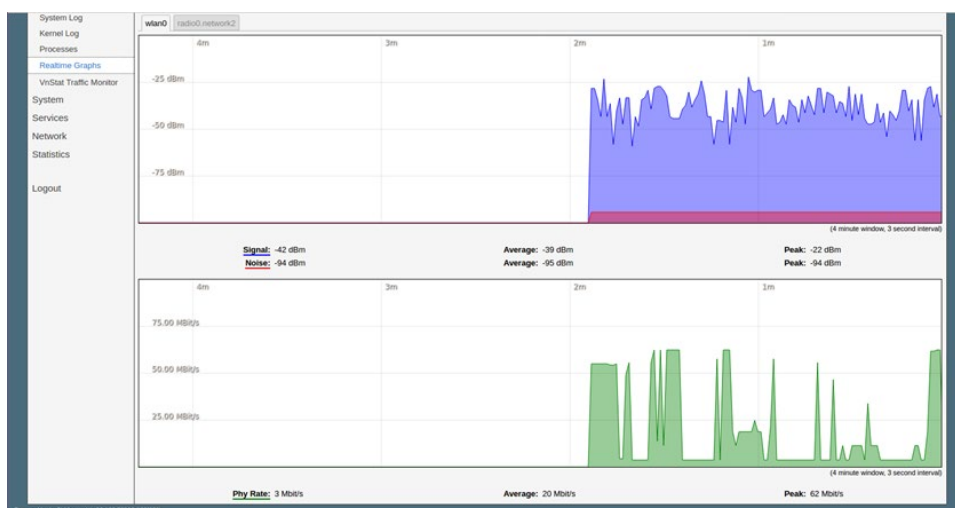 System Log
Kernel Log
Processes
Realtime Graphs
VnStat Traffic Monitor
System
Services
Network
Statistics
Logout
wlan0 radio0.network2
4m 3m 2m 1m
-25 dBm
-50 dBm
-75 dBm
(4 minute window, 3 second interval)
Signal: -42 dBm Average: -39 dBm Peak: -22 dBm
Noise: -94 dBm Average: -95 dBm Peak: -94 dBm
4m 3m 2m 1m
75.00 MBit/s
50.00 MBit/s
25.00 MBit/s
(4 minute window, 3 second interval)
Phy Rate: 3 Mbit/s Average: 20 Mbit/s Peak: 62 Mbit/s